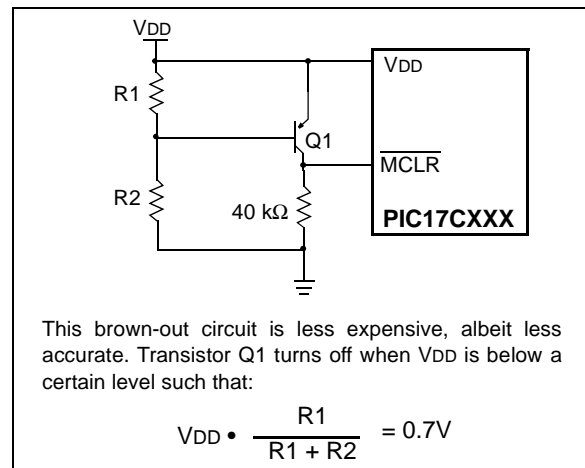 VDD
VDD
R1
Q1
MCLR
R2
40 kΩ
PIC17CXXX
This brown-out circuit is less expensive, albeit less
accurate. Transistor Q1 turns off when VDD is below a
certain level such that:
VDD • R1 / R1 + R2 = 0.7V